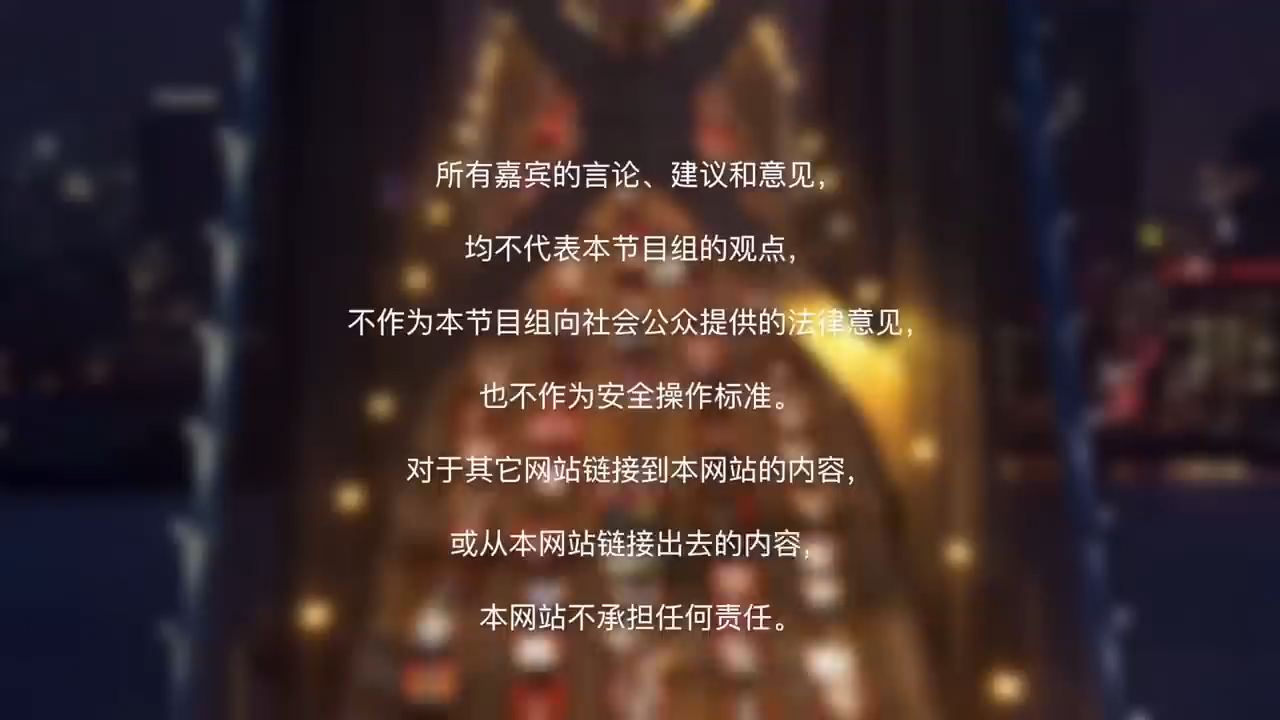 所有嘉宾的言论、建议和意见，
均不代表本节目组的观点，
不作为本节目组向社会公众提供的法律意见，
也不作为安全操作标准。
对于其它网站链接到本网站的内容，
或从本网站链接出去的内容，
本网站不承担任何责任。